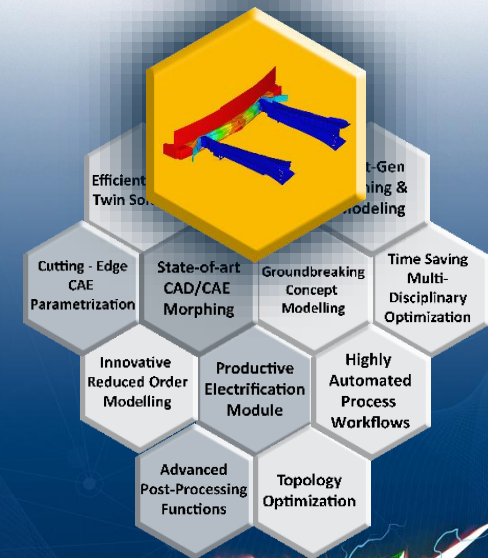 Efficient
Twin
t-Gen
ing &
odeling
Cutting - Edge
CAE
Parametrization
State-of-art
CAD/CAE
Morphing
Groundbreaking
Concept
Modelling
Time Saving
Multi-
Disciplinary
Optimization
Innovative
Reduced Order
Modelling
Productive
Electrification
Module
Highly
Automated
Process
Workflows
Advanced
Post-Processing
Functions
Topology
Optimization